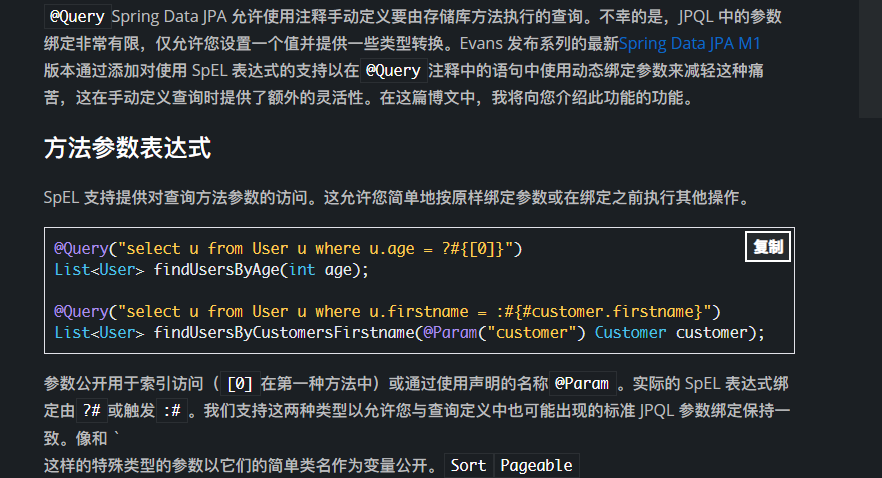 @Query Spring Data JPA 允许使用注释手动定义要由存储库方法执行的查询。不幸的是，JPQL 中的参数
绑定非常有限，仅允许您设置一个值并提供一些类型转换。Evans 发布系列的最新Spring Data JPA M1
版本通过添加对使用 SpEL 表达式的支持以在 @Query 注释中的语句中使用动态绑定参数来减轻这种痛
苦，这在手动定义查询时提供了额外的灵活性。在这篇博文中，我将向您介绍此功能的功能。
方法参数表达式
SpEL 支持提供对查询方法参数的访问。这允许您简单地按原样绑定参数或在绑定之前执行其他操作。
复制
@Query("select u from User u where u.age = ?#{[0]}")
List<User> findUsersByAge(int age);
@Query("select u from User u where u.firstname = :#{#customer.firstname}")
List<User> findUsersByCustomersFirstname(@Param("customer") Customer customer);
参数公开用于索引访问（ [0] 在第一种方法中）或通过使用声明的名称 @Param 。实际的 SpEL 表达式绑
定由 ?# 或触发 :# 。我们支持这两种类型以允许您与查询定义中也可能出现的标准 JPQL 参数绑定保持一
致。像和 `
这样的特殊类型的参数以它们的简单类名作为变量公开。 Sort Pageable